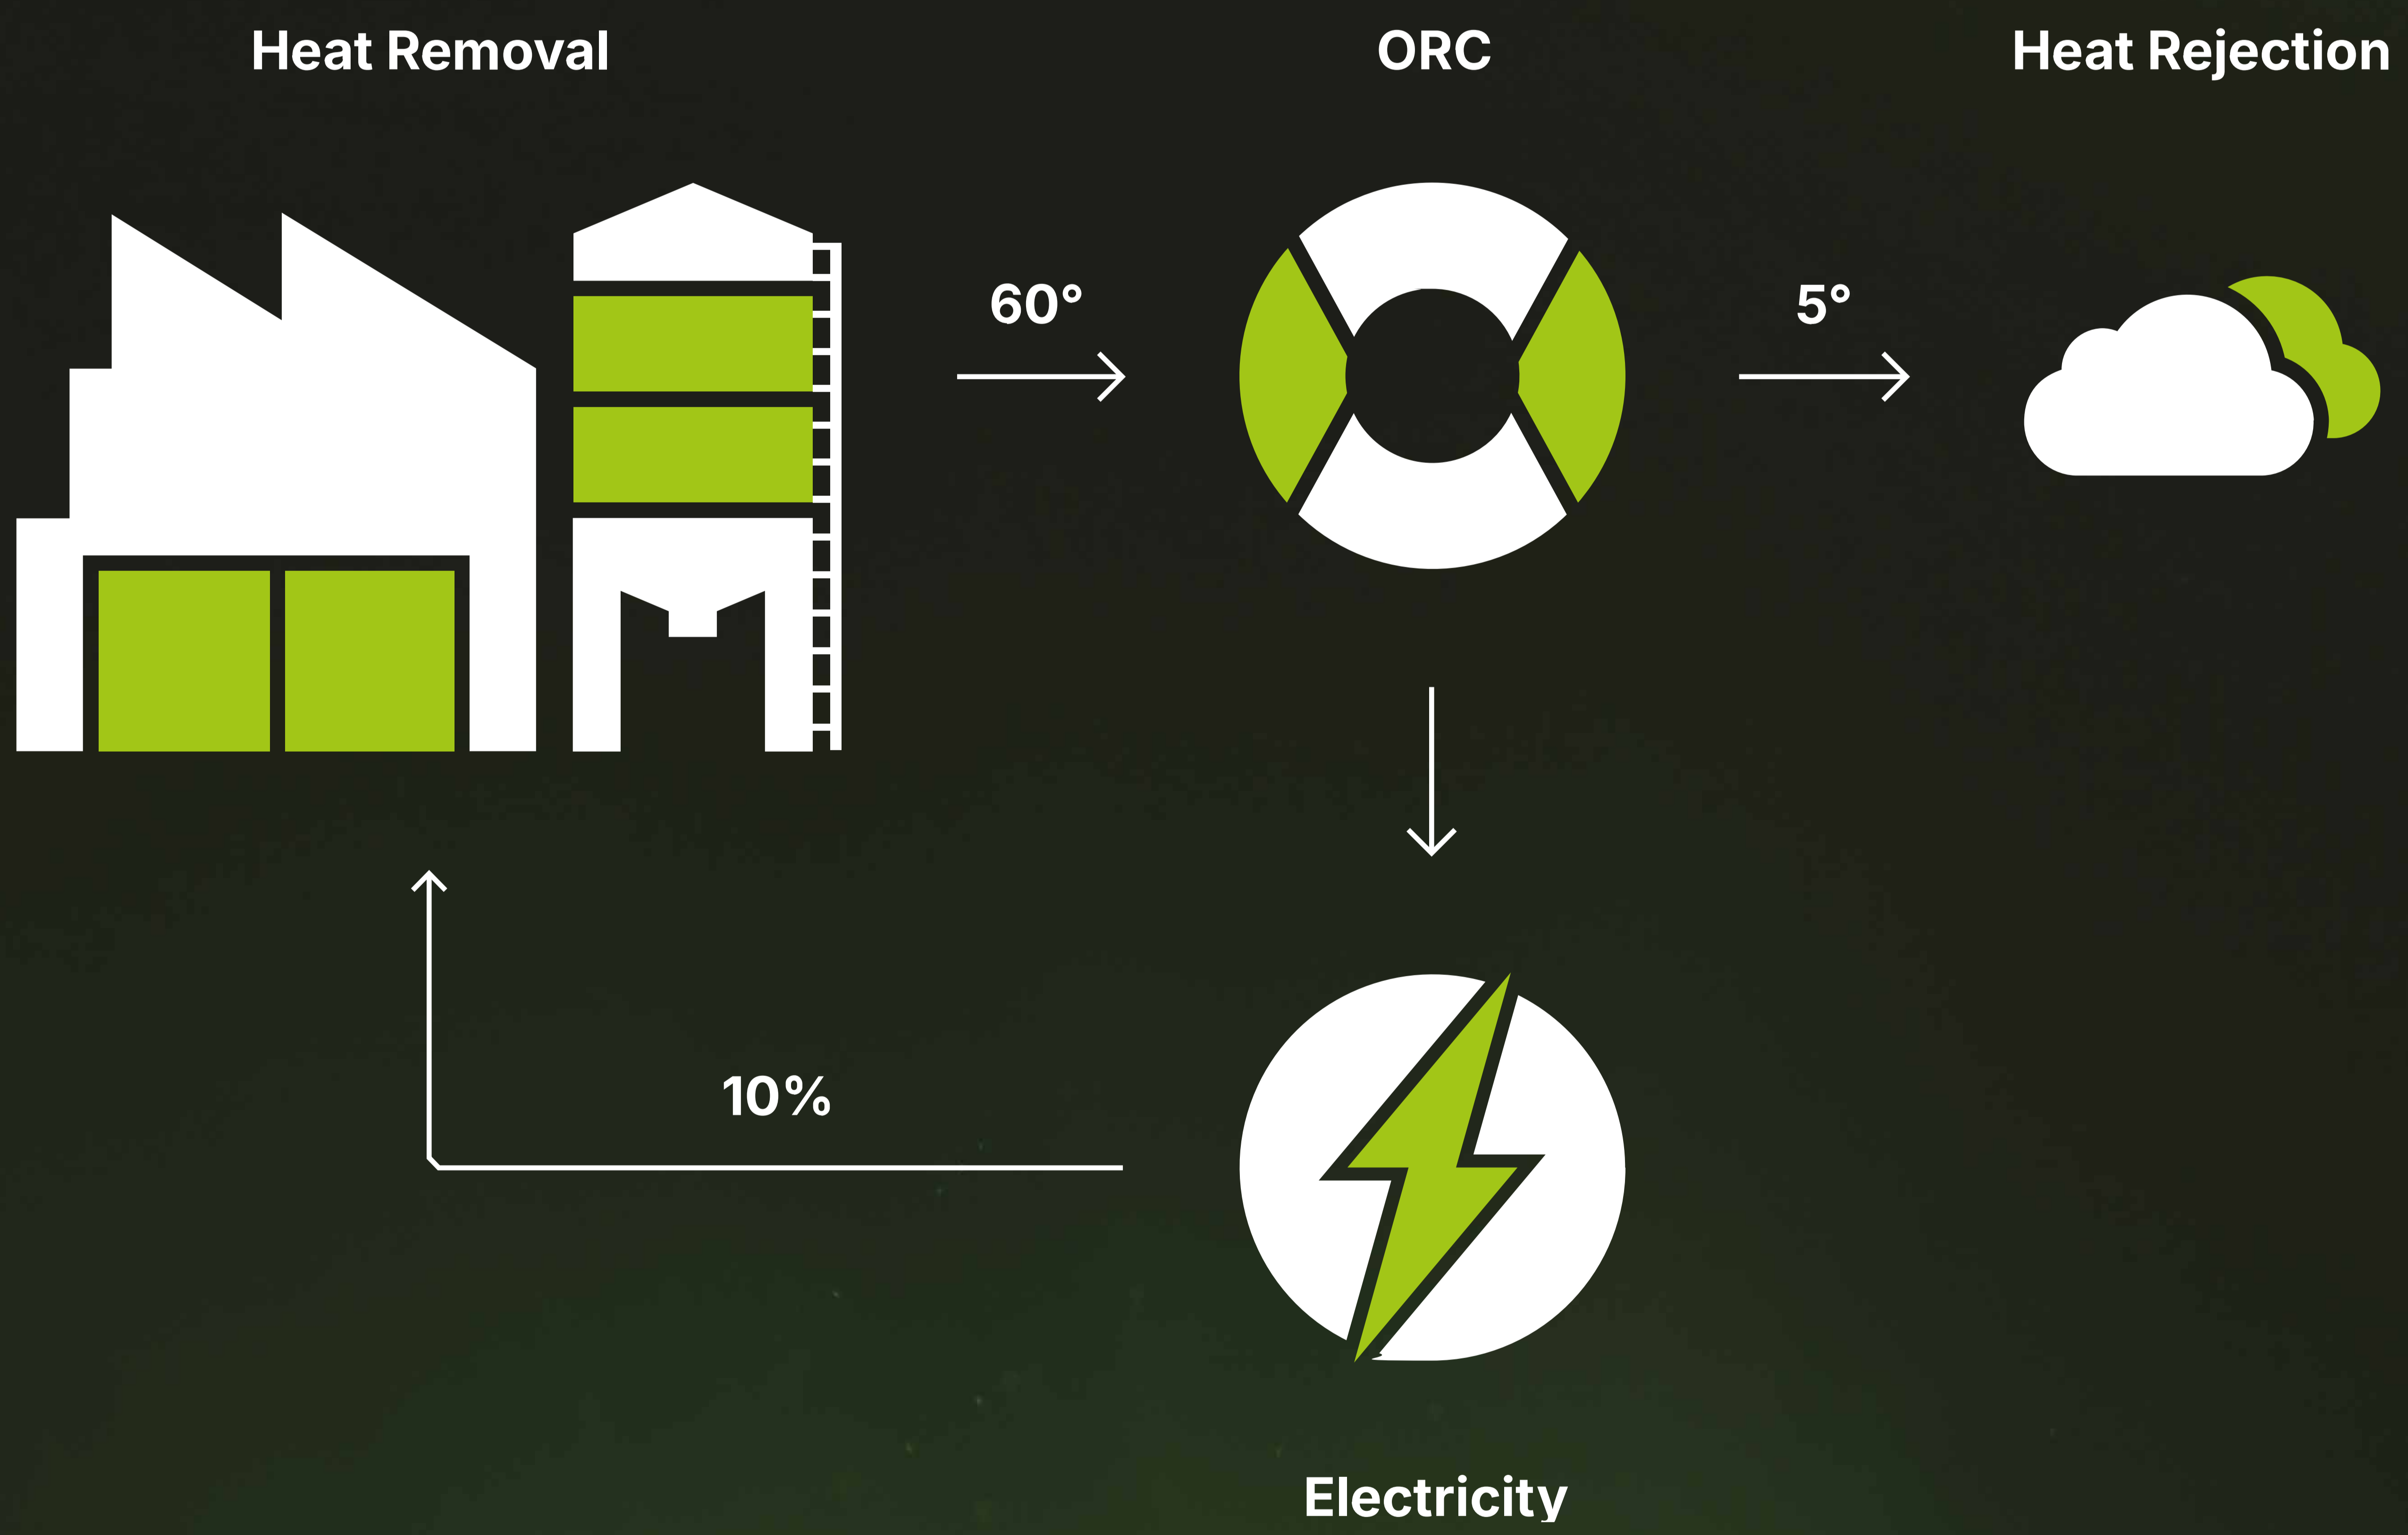 Heat Removal
ORC
Heat Rejection
60°
5°
10%
Electricity